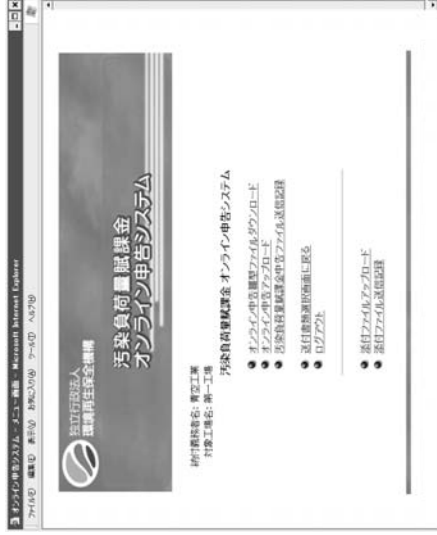 オンライン申告システム - メニュー画面 - Microsoft Internet Explorer
ファイル(F) 編集(E) 表示(V) お気に入り(A) ツール(T) ヘルプ(H)
独立行政法人
環境再生保全機構
汚染負荷量賦課金
オンライン申告システム
納付義務者名: 青空工業
対象工場名: 第一工場
汚染負荷量賦課金 オンライン申告システム
オンライン申告雛型ファイルダウンロード
オンライン申告アップロード
汚染負荷量賦課金申告ファイル送信記録
送付書類選択画面に戻る
ログアウト
添付ファイルアップロード
添付ファイル送信記録